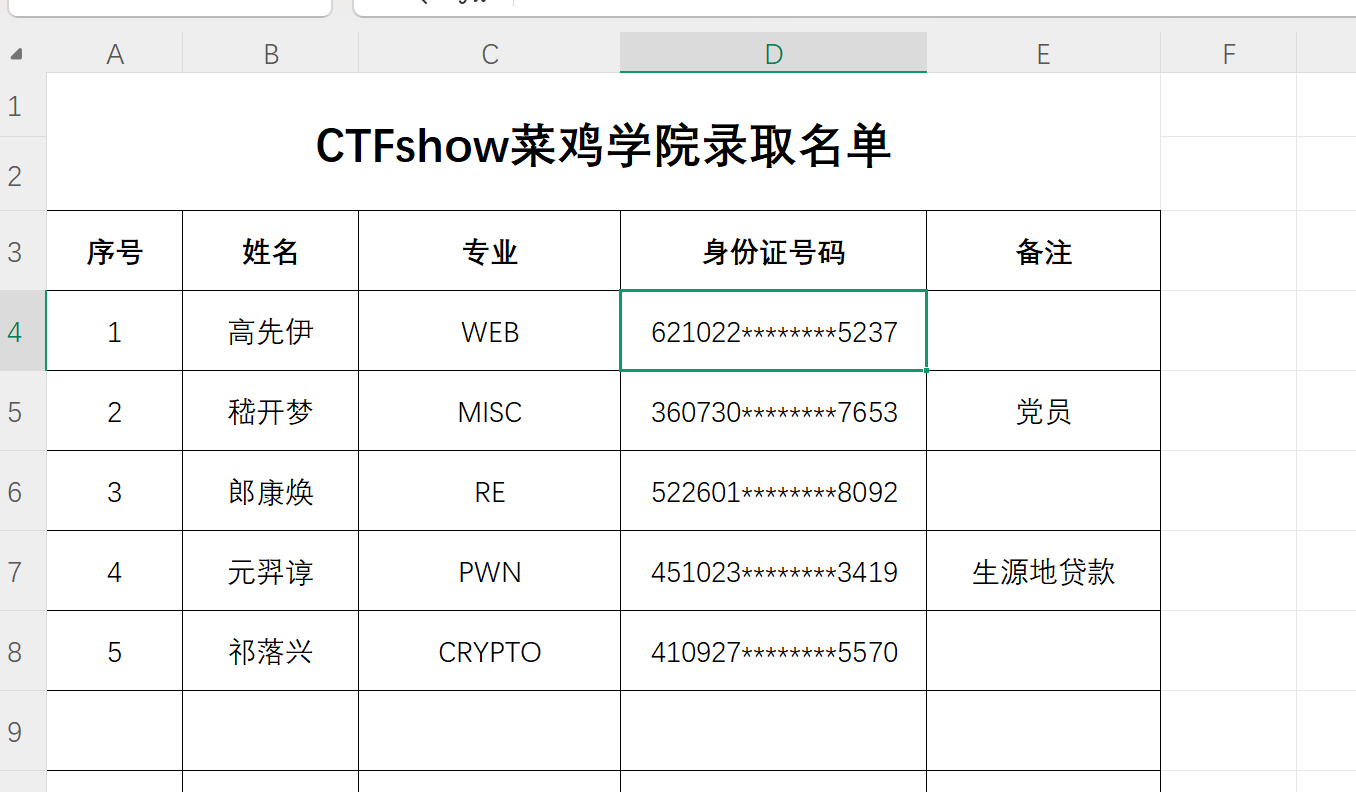 A B C D E F
1
CTFshow菜鸡学院录取名单
2
3 序号 姓名 专业 身份证号码 备注
4 1 高先伊 WEB 621022********5237
5 2 嵇开梦 MISC 360730********7653 党员
6 3 郎康焕 RE 522601********8092
7 4 元羿谆 PWN 451023********3419 生源地贷款
8 5 祁落兴 CRYPTO 410927********5570
9